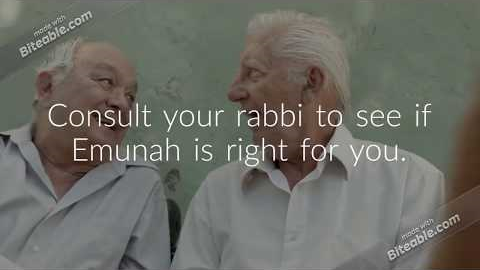 made with
Biteable.com
Consult your rabbi to see if
Emunah is right for you.
made with
Biteable.com